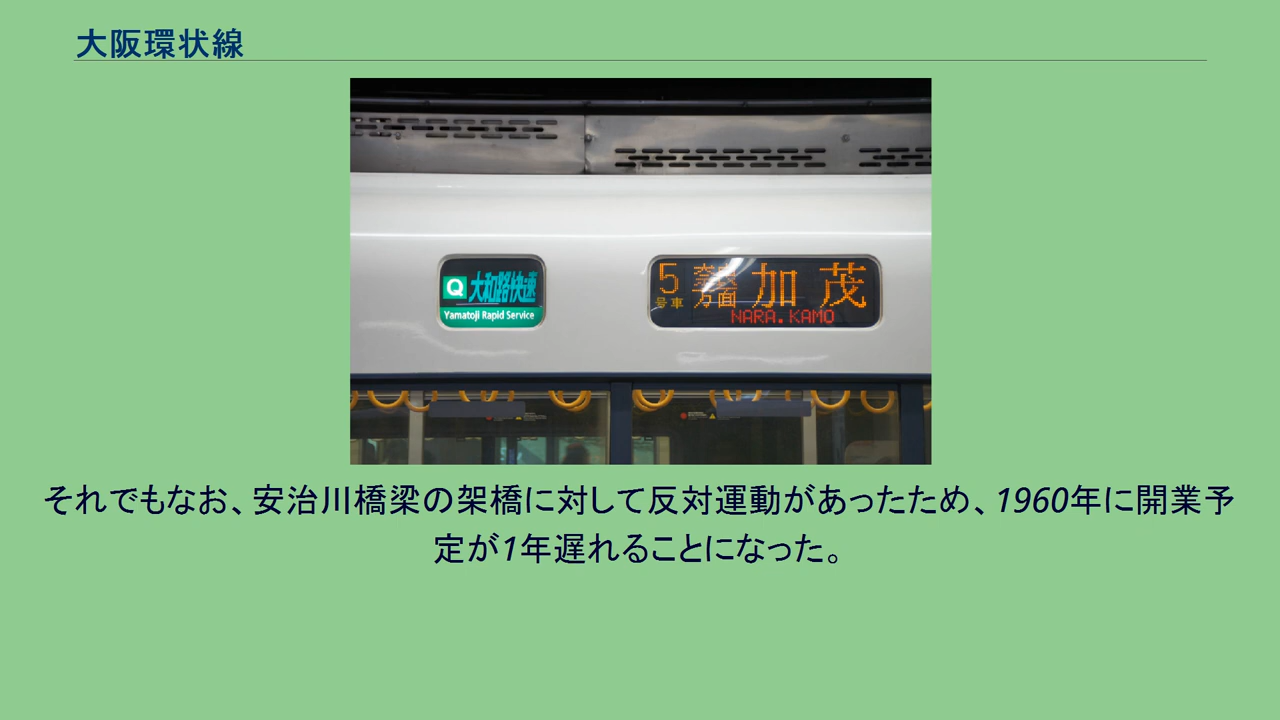 大阪環状線
Q 大和路快速
Yamatoji Rapid Service
5 号車 方面 加茂
NARA. KAMO
それでもなお、安治川橋梁の架橋に対して反対運動があったため、1960年に開業予
定が1年遅れることになった。